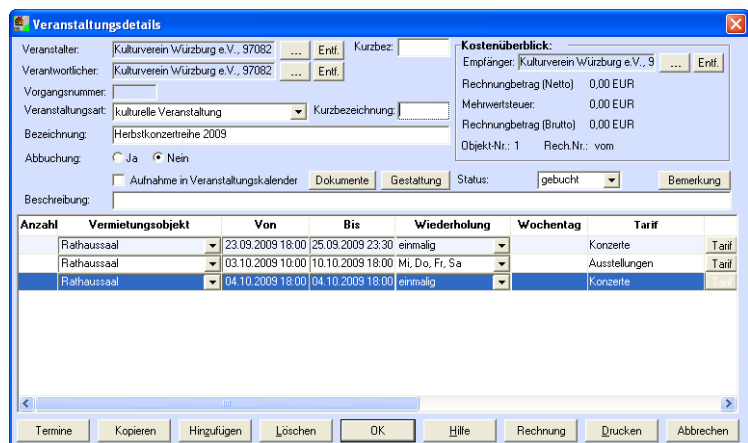 Veranstaltungsdetails
Veranstalter: Kulturverein Würzburg e.V., 97082 ... Entf. Kurzbez:
Verantwortlicher: Kulturverein Würzburg e.V., 97082 ... Entf.
Vorgangsnummer:
Veranstaltungsart: kulturelle Veranstaltung Kurzbezeichnung:
Bezeichnung: Herbstkonzertreihe 2009
Abbuchung: Ja Nein
Kostenüberblick:
Empfänger: Kulturverein Würzburg e.V., 9 ... Entf.
Rechnungbetrag (Netto) 0,00 EUR
Mehrwertsteuer: 0,00 EUR
Rechnungbetrag (Brutto) 0,00 EUR
Objekt-Nr.: 1 Rech.Nr.: vom
Aufnahme in Veranstaltungskalender Dokumente Gestattung Status: gebucht Bemerkung
Beschreibung:
Anzahl Vermietungsobjekt Von Bis Wiederholung Wochentag Tarif
Rathaussaal 23.09.2009 18:00 25.09.2009 23:30 einmalig Konzerte Tarif
Rathaussaal 03.10.2009 10:00 10.10.2009 18:00 Mi, Do, Fr, Sa Ausstellungen Tarif
Rathaussaal 04.10.2009 18:00 04.10.2009 18:00 einmalig Konzerte Tarif
Termine Kopieren Hinzufügen Löschen OK Hilfe Rechnung Drucken Abbrechen